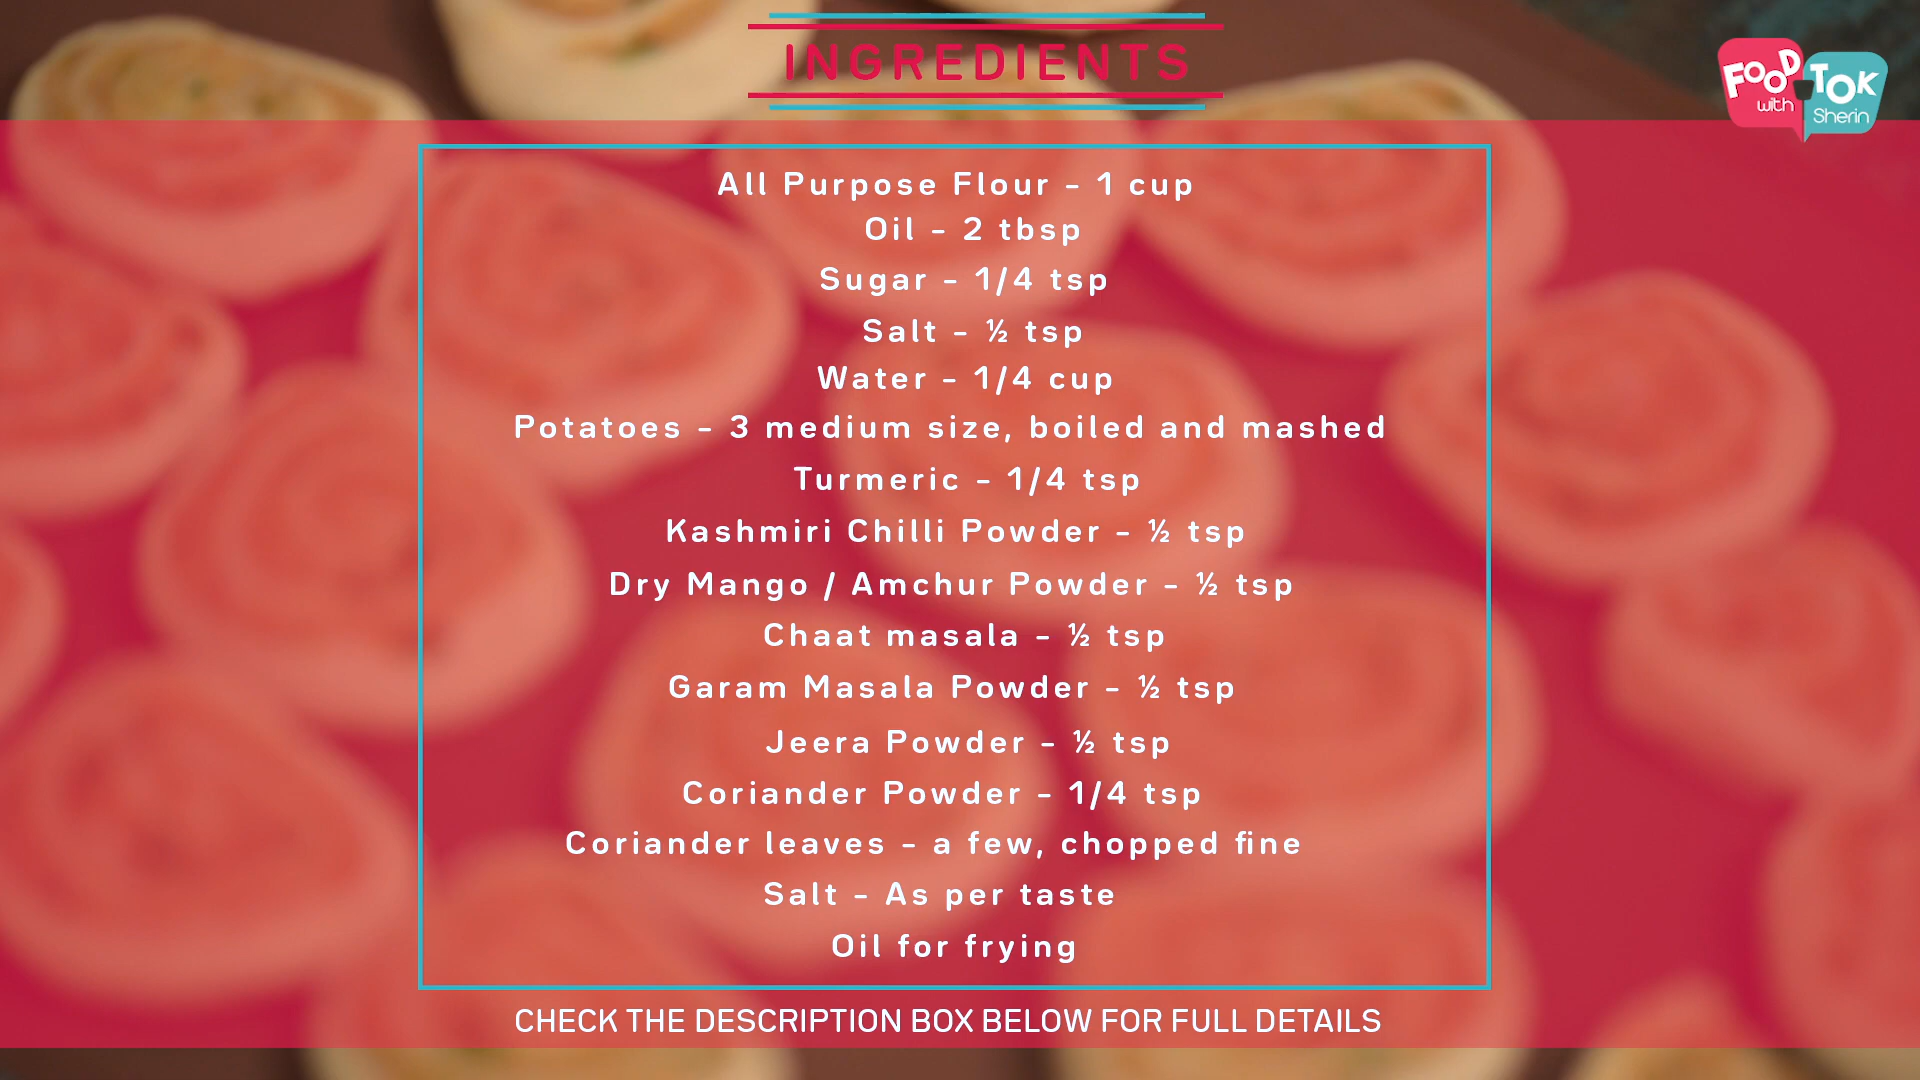 INGREDIENTS
FOOD TOK
with Sherin
All Purpose Flour - 1 cup
Oil - 2 tbsp
Sugar - 1/4 tsp
Salt - ½ tsp
Water - 1/4 cup
Potatoes - 3 medium size, boiled and mashed
Turmeric - 1/4 tsp
Kashmiri Chilli Powder - ½ tsp
Dry Mango / Amchur Powder - ½ tsp
Chaat masala - ½ tsp
Garam Masala Powder - ½ tsp
Jeera Powder - ½ tsp
Coriander Powder - 1/4 tsp
Coriander leaves - a few, chopped fine
Salt - As per taste
Oil for frying
CHECK THE DESCRIPTION BOX BELOW FOR FULL DETAILS